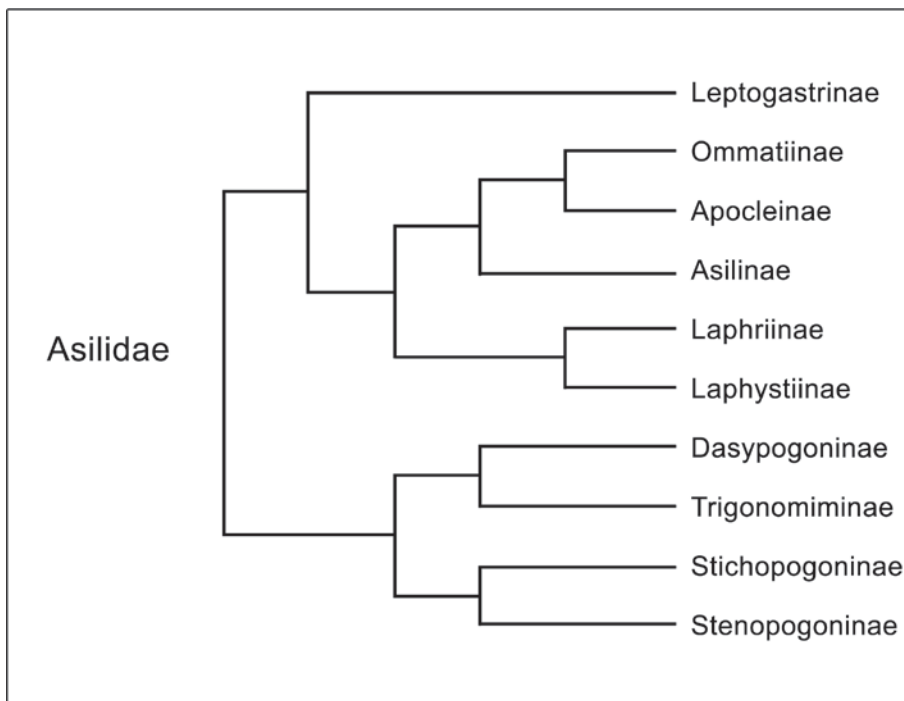 Leptogastrinae
Ommatiinae
Apocleinae
Asilinae
Asilidae
Laphriinae
Laphystiinae
Dasypogoninae
Trigonomiminae
Stichopogoninae
Stenopogoninae